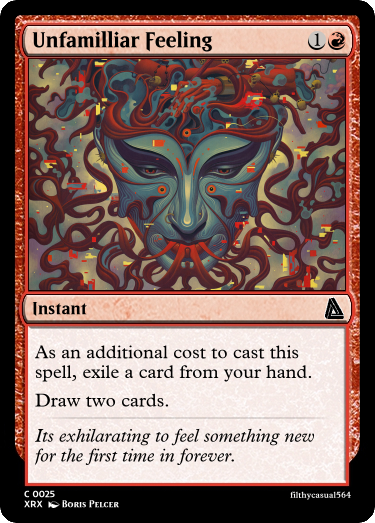 Unfamilliar Feeling 1
Instant
As an additional cost to cast this
spell, exile a card from your hand.
Draw two cards.
Its exhilarating to feel something new
for the first time in forever.
C 0025
XRX Boris Pelcer
filthycasual564